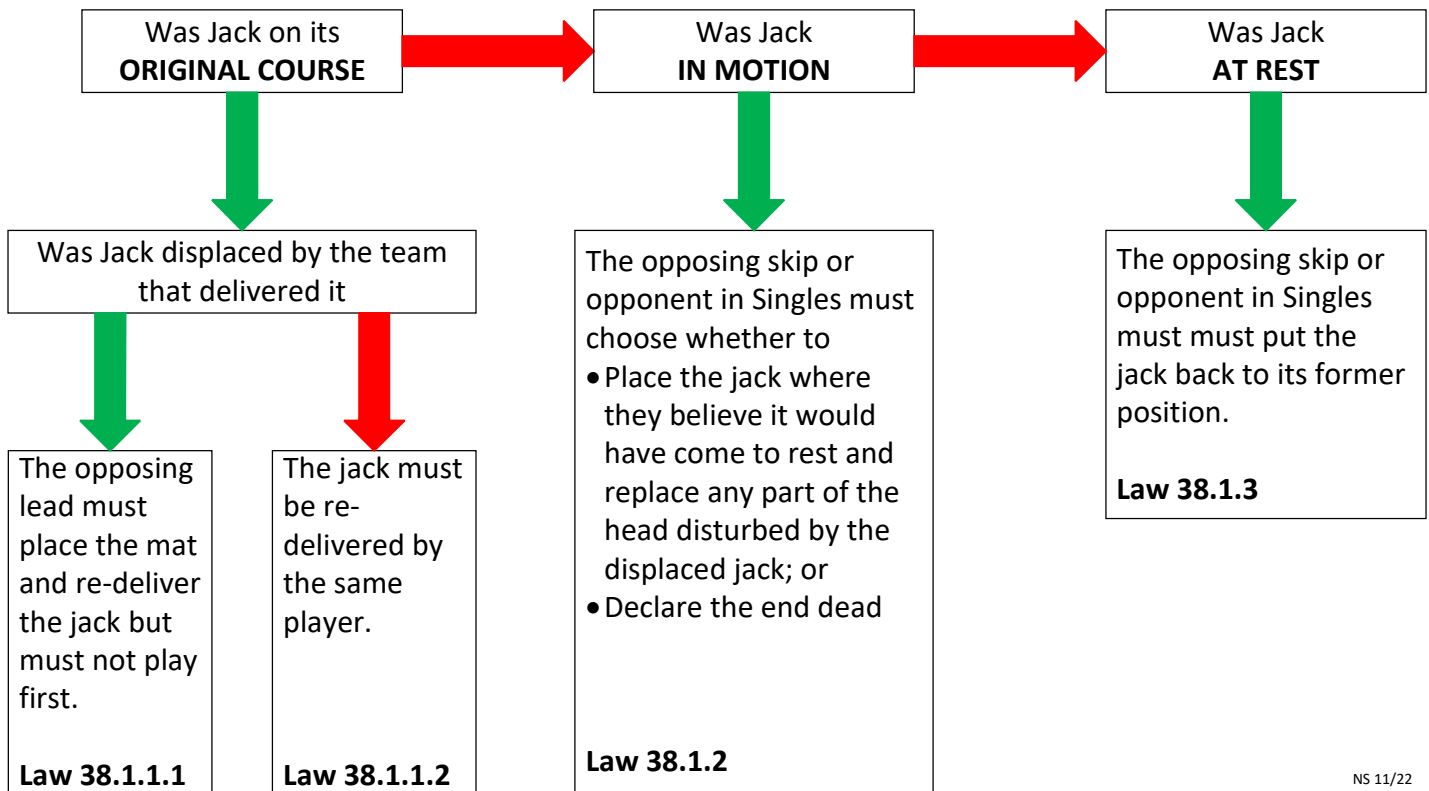 Was Jack on its
ORIGINAL COURSE
Was Jack
IN MOTION
Was Jack
AT REST
Was Jack displaced by the team
that delivered it
The opposing
lead must
place the mat
and re-deliver
the jack but
must not play
first.
Law 38.1.1.1
The jack must
be re-
delivered by
the same
player.
Law 38.1.1.2
The opposing skip or
opponent in Singles must
choose whether to
• Place the jack where
they believe it would
have come to rest and
replace any part of the
head disturbed by the
displaced jack; or
• Declare the end dead
Law 38.1.2
The opposing skip or
opponent in Singles
must must put the
jack back to its former
position.
Law 38.1.3
NS 11/22